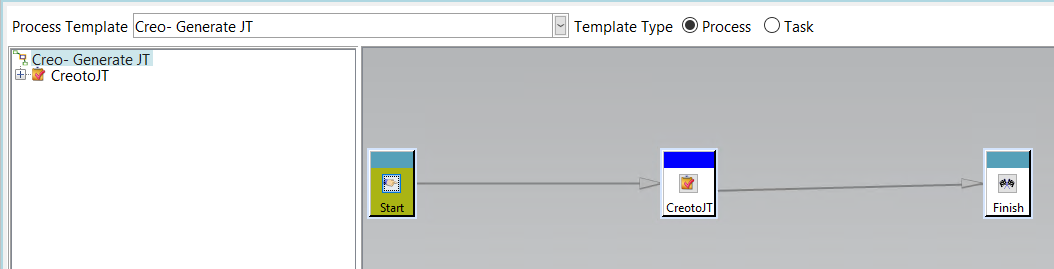 Process Template Creo- Generate JT Template Type Process Task
Creo- Generate JT
CreotoJT
Start CreotoJT Finish